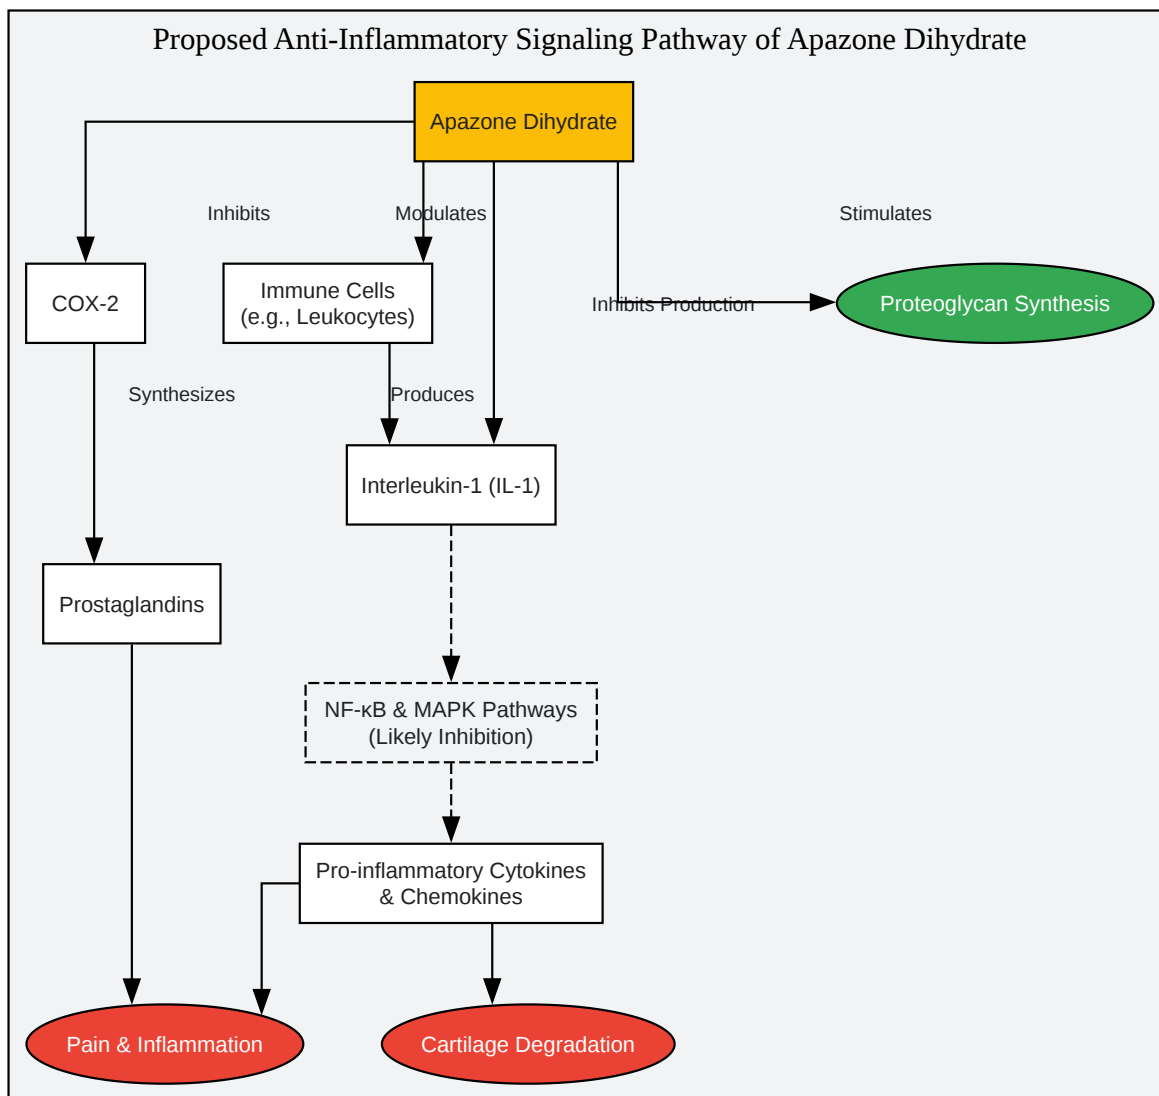 Proposed Anti-Inflammatory Signaling Pathway of Apazone Dihydrate
Apazone Dihydrate
Inhibits
Modulates
Stimulates
COX-2
Immune Cells
(e.g., Leukocytes)
Inhibits Production
Proteoglycan Synthesis
Synthesizes
Produces
Interleukin-1 (IL-1)
Prostaglandins
NF-κB & MAPK Pathways
(Likely Inhibition)
Pro-inflammatory Cytokines
& Chemokines
Pain & Inflammation
Cartilage Degradation